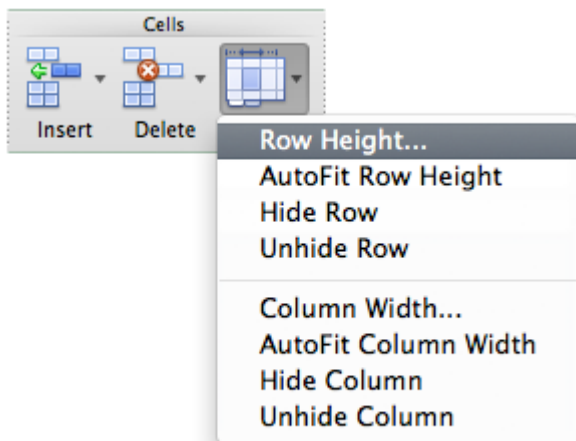 Cells
Insert Delete
Row Height...
AutoFit Row Height
Hide Row
Unhide Row
Column Width...
AutoFit Column Width
Hide Column
Unhide Column